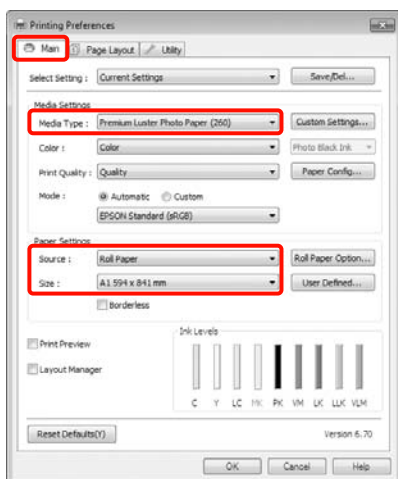 Printing Preferences
Main Page Layout Utility
Select Setting : Current Settings Save/Del...
Media Settings
Media Type : Premium Luster Photo Paper (260) Custom Settings...
Color : Color Photo Black Ink
Print Quality : Quality Paper Config...
Mode : Automatic Custom
EPSON Standard (sRGB)
Paper Settings
Source : Roll Paper Roll Paper Option...
Size : A1 594 x 841 mm User Defined...
Borderless
Ink Levels
Print Preview
Layout Manager
C Y LC MK PK VM LK LLK VLM
Reset Defaults(Y) Version 6.70
OK Cancel Help